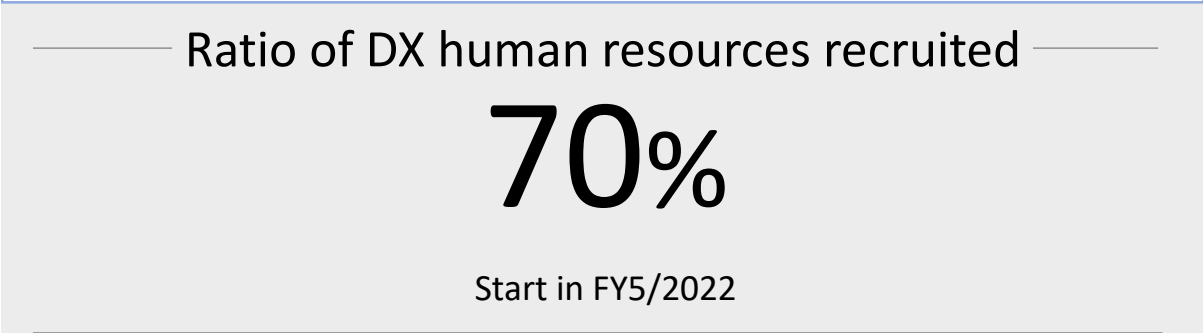 Ratio of DX human resources recruited
70%
Start in FY5/2022